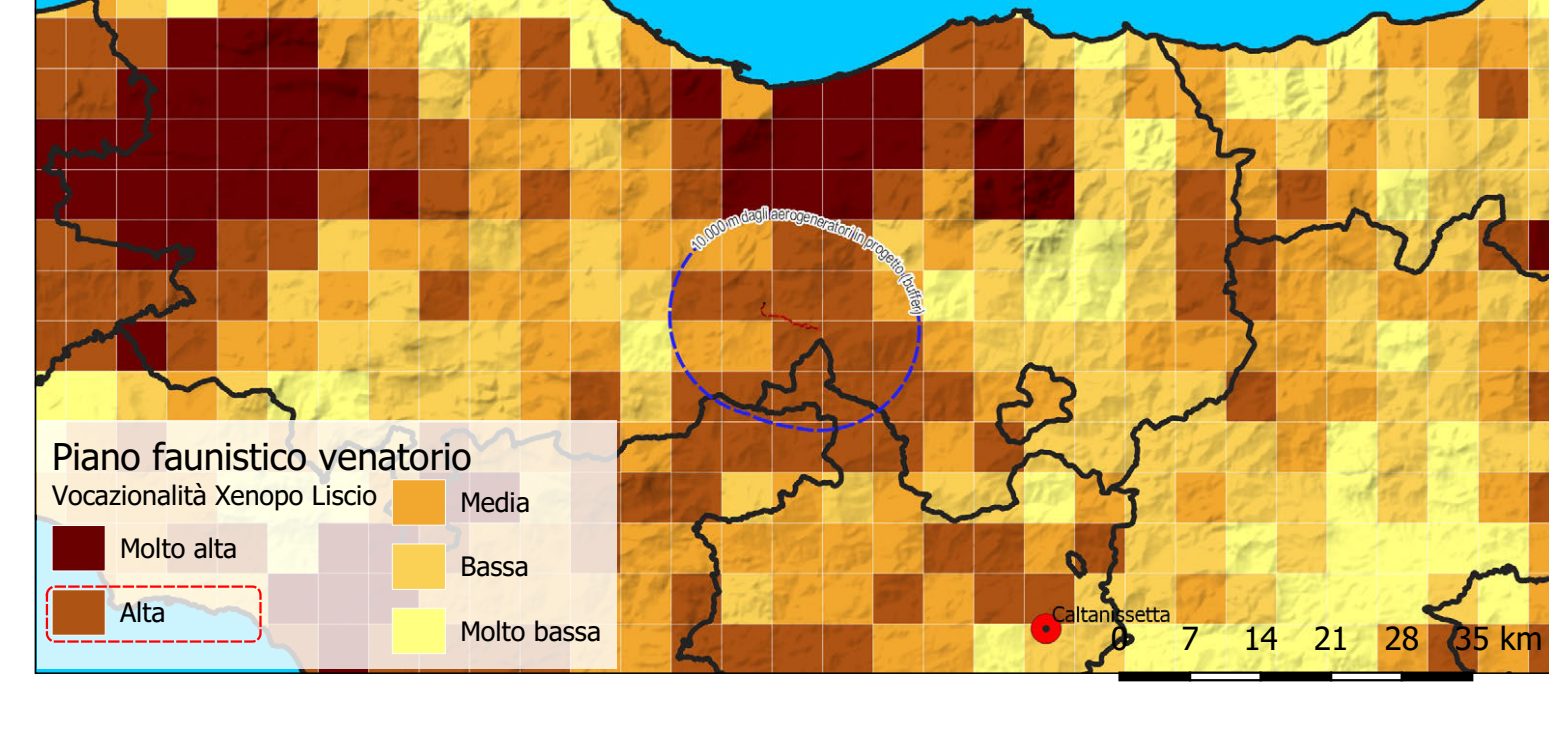 10.000 m dagli aerogeneratori in progetto (buffer)
Piano faunistico venatorio
Vocazionalità Xenopo Liscio
Molto alta
Alta
Media
Bassa
Molto bassa
Caltanissetta
0 7 14 21 28 35 km